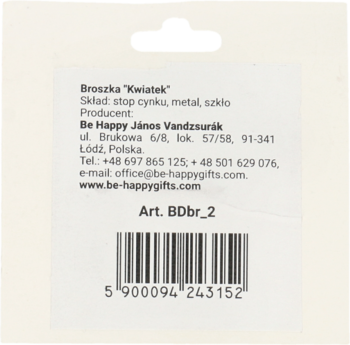 Broszka "Kwiatek"
Skład: stop cynku, metal, szkło
Producent:
Be Happy János Vandzsurák
ul. Brukowa 6/8, lok. 57/58, 91-341
Łódź, Polska.
Tel.: +48 697 865 125; + 48 501 629 076,
e-mail: office@be-happygifts.com.
www.be-happygifts.com
Art. BDbr_2
5 900094 243152